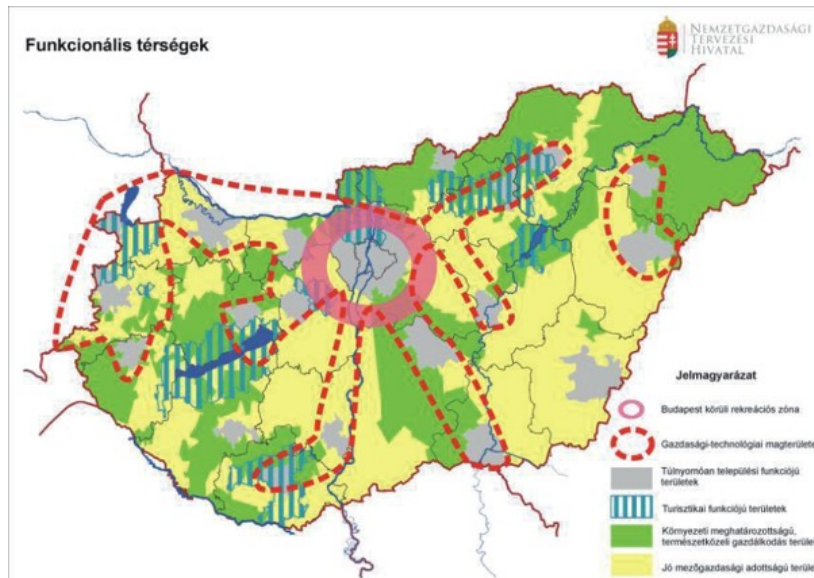 Funkcionális térségek
NEMZETGAZDASÁGI
TERVEZÉSI
HIVATAL
Jelmagyarázat
Budapest körüli rekreációs zóna
Gazdasági-technológiai magterülete
Túlnyomóan települési funkciójú
területek
Turisztikai funkciójú területek
Környezeti meghatározottságú,
természetközeli gazdálkodás terüle
Jó mezőgazdasági adottságú terüle